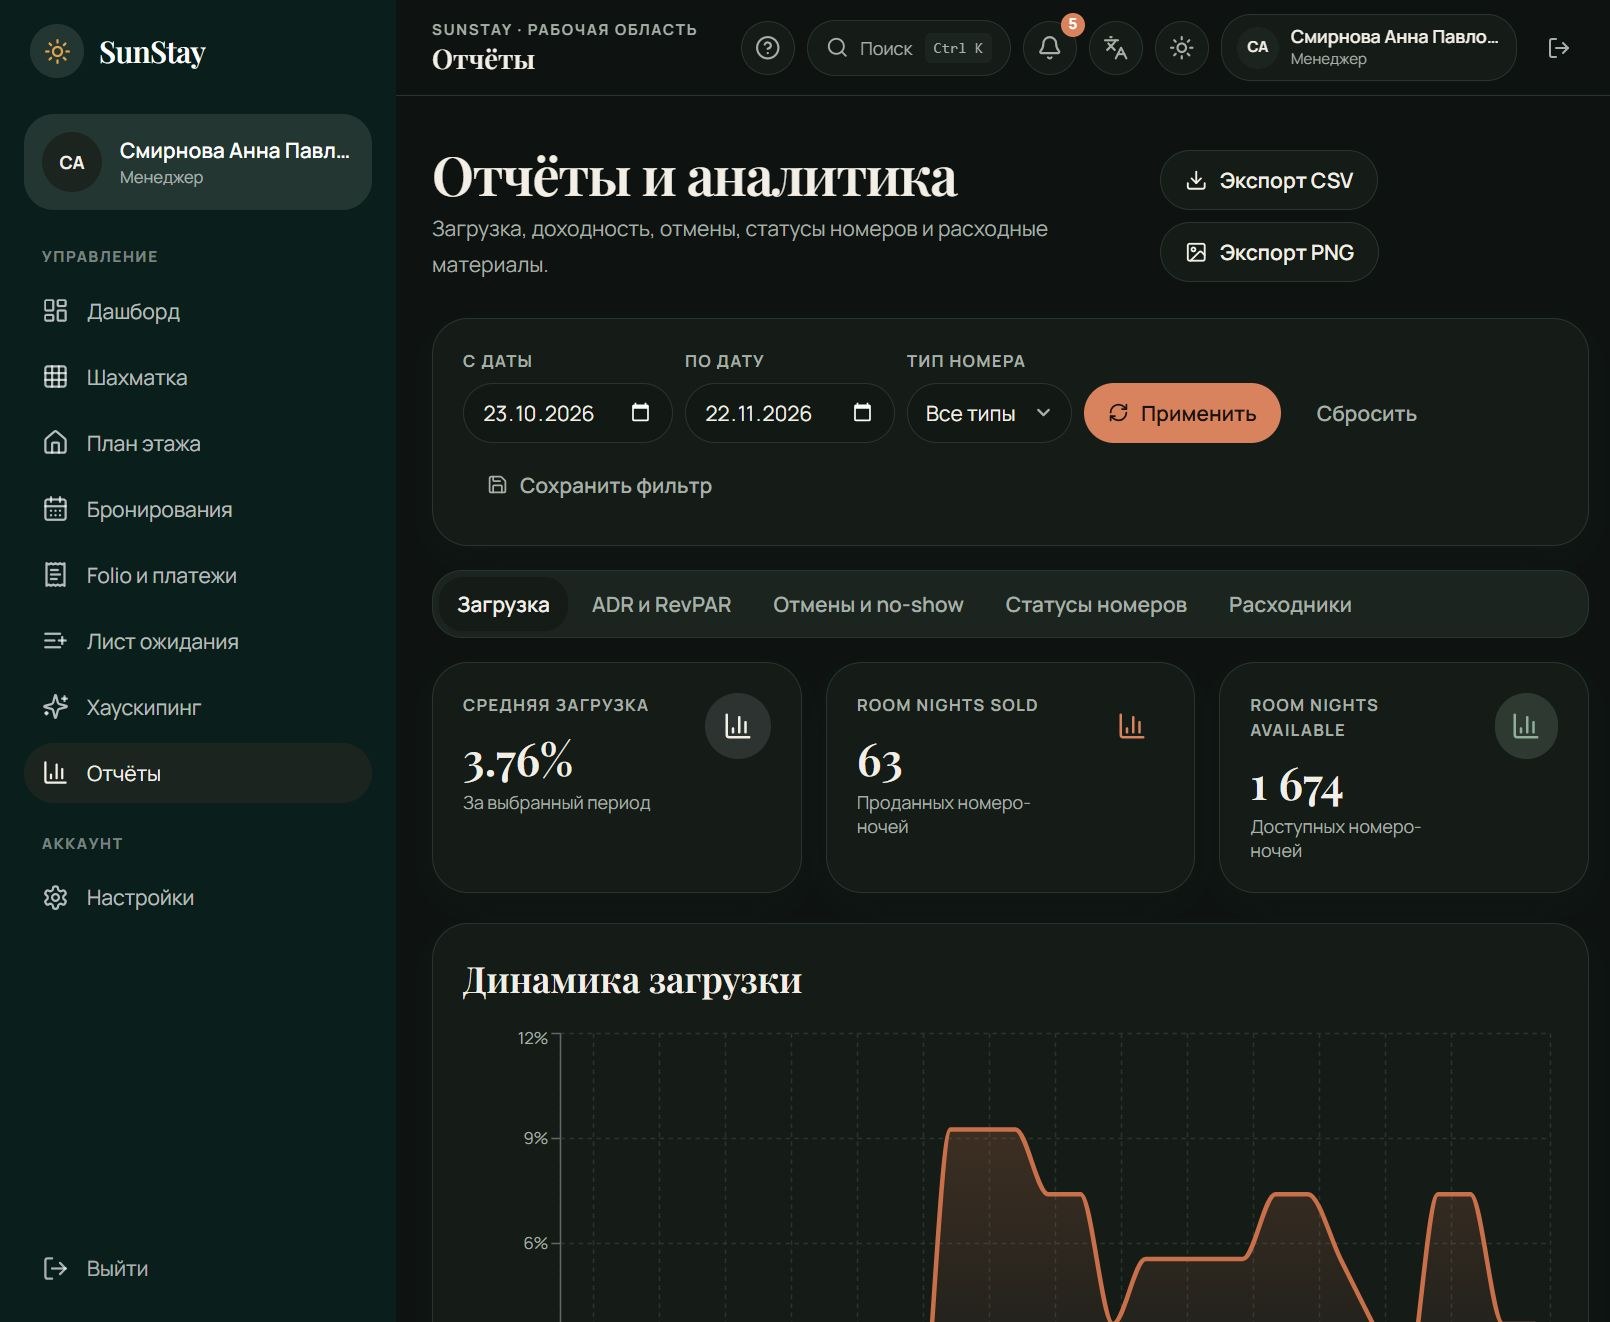 SunStay
СА
Смирнова Анна Павл...
Менеджер
УПРАВЛЕНИЕ
Дашборд
Шахматка
План этажа
Бронирования
Folio и платежи
Лист ожидания
Хаускипинг
Отчёты
АККАУНТ
Настройки
Выйти
SUNSTAY · РАБОЧАЯ ОБЛАСТЬ
Отчёты
Поиск Ctrl K
5
СА
Смирнова Анна Павло...
Менеджер
Отчёты и аналитика
Загрузка, доходность, отмены, статусы номеров и расходные
материалы.
Экспорт CSV
Экспорт PNG
С ДАТЫ ПО ДАТУ ТИП НОМЕРА
23.10.2026 22.11.2026 Все типы Применить Сбросить
Сохранить фильтр
Загрузка ADR и RevPAR Отмены и no-show Статусы номеров Расходники
СРЕДНЯЯ ЗАГРУЗКА
3.76%
За выбранный период
ROOM NIGHTS SOLD
63
Проданных номеро-
ночей
ROOM NIGHTS
AVAILABLE
1 674
Доступных номеро-
ночей
Динамика загрузки
12%
9%
6%